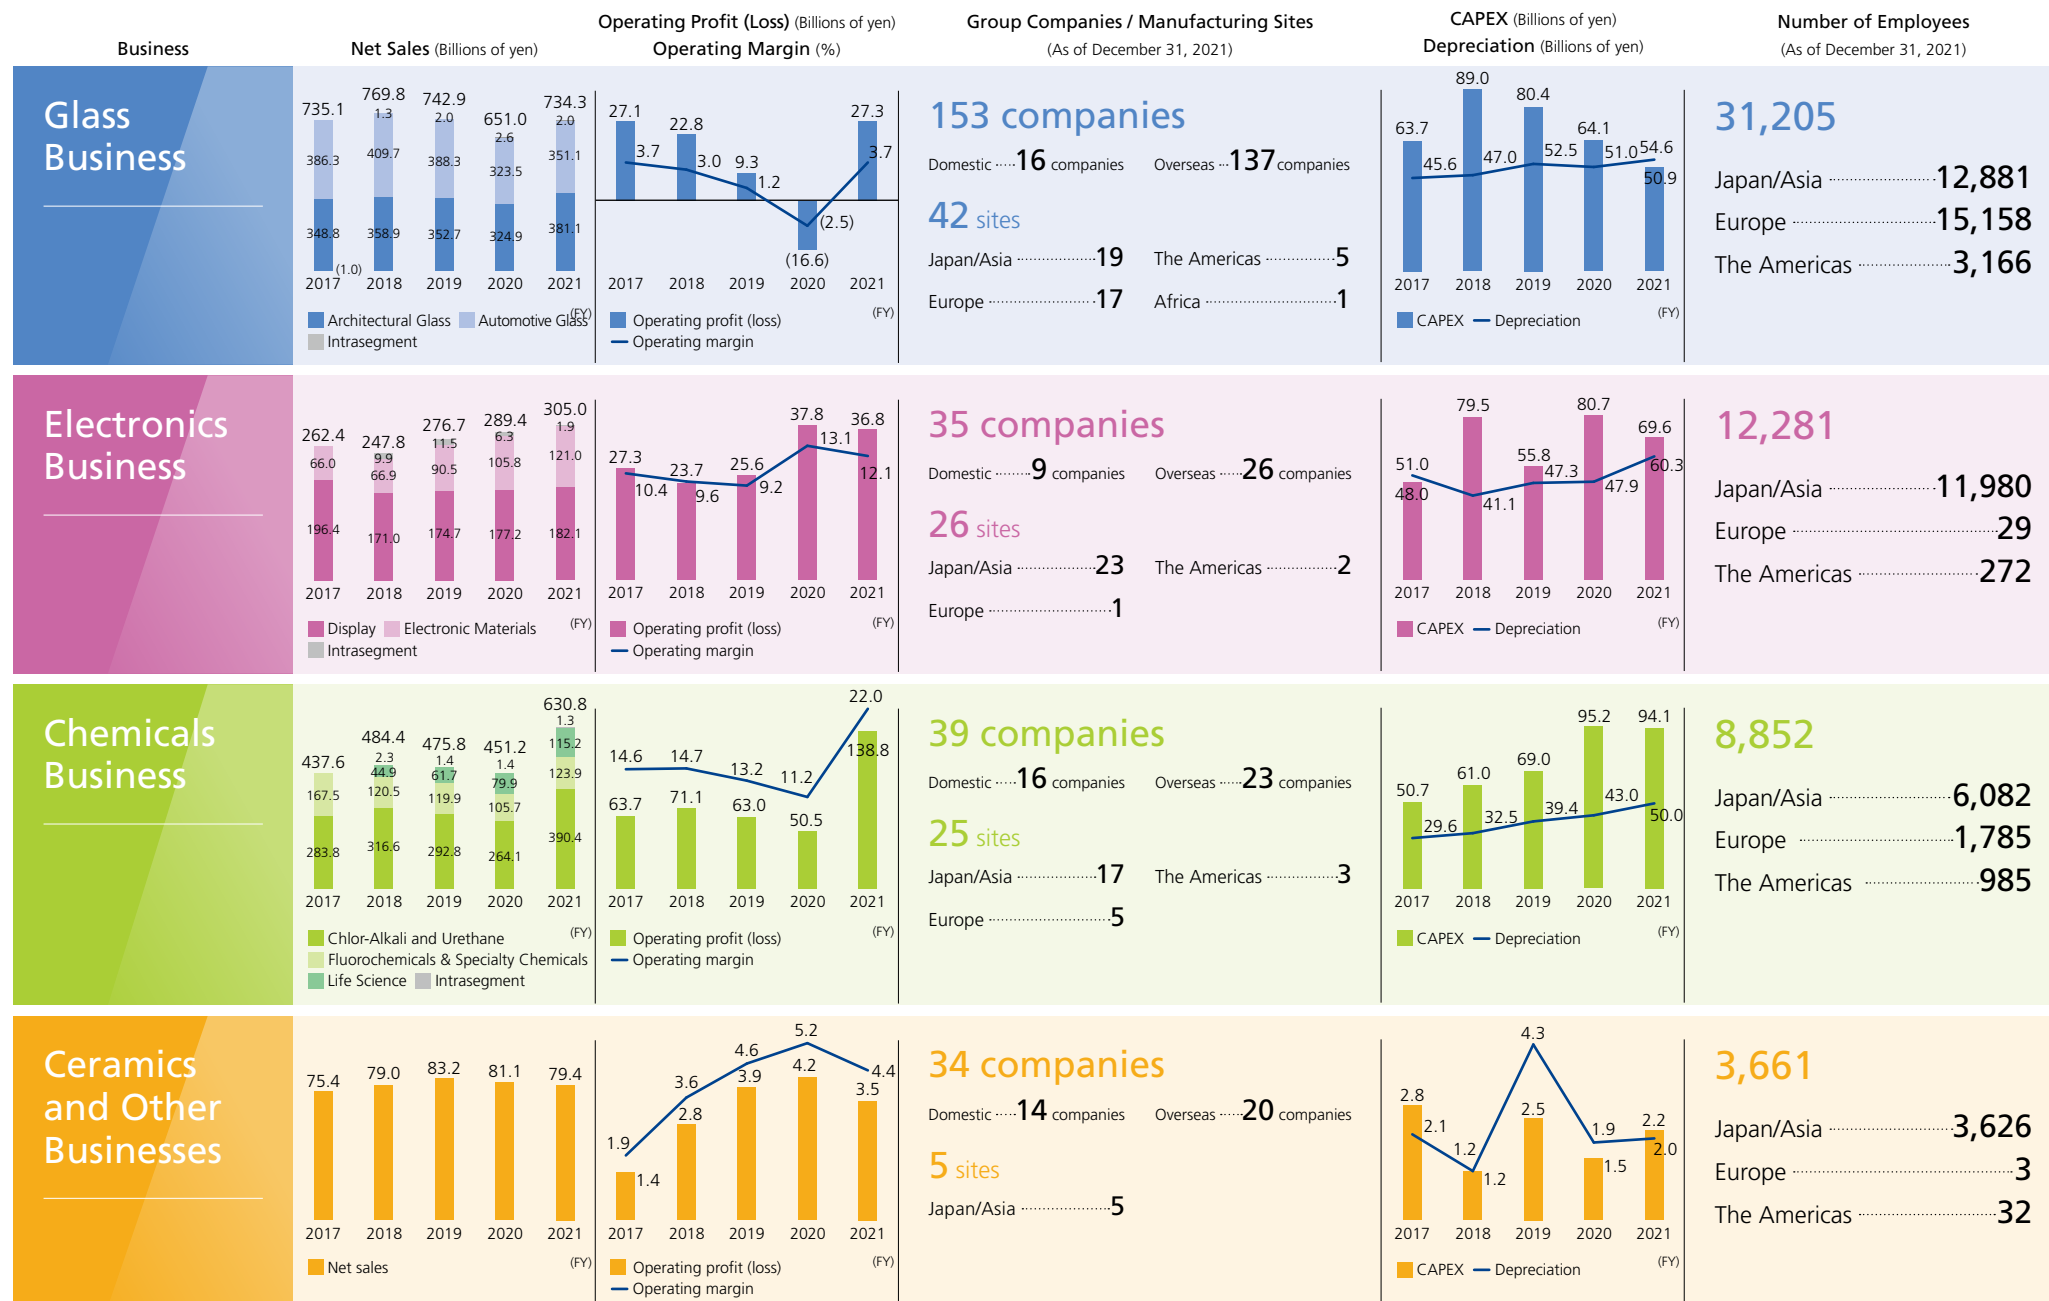 Business
Net Sales (Billions of yen)
Operating Profit (Loss) (Billions of yen)
Operating Margin (%)
Group Companies / Manufacturing Sites
(As of December 31, 2021)
CAPEX (Billions of yen)
Depreciation (Billions of yen)
Number of Employees
(As of December 31, 2021)
Glass
Business
735.1 769.8 742.9 651.0 734.3
1.3 2.0 2.6 2.0
386.3 409.7 388.3 323.5 351.1
348.8 358.9 352.7 324.9 381.1
(1.0)
2017 2018 2019 2020 2021
(FY)
Architectural Glass Automotive Glass
Intrasegment
27.1 22.8 9.3 (16.6) 27.3
3.7 3.0 1.2 (2.5) 3.7
2017 2018 2019 2020 2021
(FY)
Operating profit (loss)
Operating margin
153 companies
Domestic 16 companies Overseas 137 companies
42 sites
Japan/Asia 19 The Americas 5
Europe 17 Africa 1
63.7 89.0 80.4 64.1 50.9
45.6 47.0 52.5 51.0 54.6
2017 2018 2019 2020 2021
(FY)
CAPEX Depreciation
31,205
Japan/Asia 12,881
Europe 15,158
The Americas 3,166
Electronics
Business
262.4 247.8 276.7 289.4 305.0
9.9 11.5 6.3 1.9
66.0 66.9 90.5 105.8 121.0
196.4 171.0 174.7 177.2 182.1
2017 2018 2019 2020 2021
(FY)
Display Electronic Materials
Intrasegment
27.3 23.7 25.6 37.8 36.8
10.4 9.6 9.2 13.1 12.1
2017 2018 2019 2020 2021
(FY)
Operating profit (loss)
Operating margin
35 companies
Domestic 9 companies Overseas 26 companies
26 sites
Japan/Asia 23 The Americas 2
Europe 1
51.0 79.5 55.8 80.7 69.6
48.0 41.1 47.3 47.9 60.3
2017 2018 2019 2020 2021
(FY)
CAPEX Depreciation
12,281
Japan/Asia 11,980
Europe 29
The Americas 272
Chemicals
Business
437.6 484.4 475.8 451.2 630.8
2.3 1.4 1.4 1.3
44.9 61.7 79.9 115.2
167.5 120.5 119.9 105.7 123.9
283.8 316.6 292.8 264.1 390.4
2017 2018 2019 2020 2021
(FY)
Chlor-Alkali and Urethane
Fluorochemicals & Specialty Chemicals
Life Science Intrasegment
14.6 14.7 13.2 11.2 22.0
63.7 71.1 63.0 50.5 138.8
2017 2018 2019 2020 2021
(FY)
Operating profit (loss)
Operating margin
39 companies
Domestic 16 companies Overseas 23 companies
25 sites
Japan/Asia 17 The Americas 3
Europe 5
50.7 61.0 69.0 95.2 94.1
29.6 32.5 39.4 43.0 50.0
2017 2018 2019 2020 2021
(FY)
CAPEX Depreciation
8,852
Japan/Asia 6,082
Europe 1,785
The Americas 985
Ceramics
and Other
Businesses
75.4 79.0 83.2 81.1 79.4
2017 2018 2019 2020 2021
(FY)
Net sales
1.9 3.6 4.6 5.2 4.4
1.4 2.8 3.9 4.2 3.5
2017 2018 2019 2020 2021
(FY)
Operating profit (loss)
Operating margin
34 companies
Domestic 14 companies Overseas 20 companies
5 sites
Japan/Asia 5
2.8 1.2 4.3 1.9 2.2
2.1 1.2 2.5 1.5 2.0
2017 2018 2019 2020 2021
(FY)
CAPEX Depreciation
3,661
Japan/Asia 3,626
Europe 3
The Americas 32